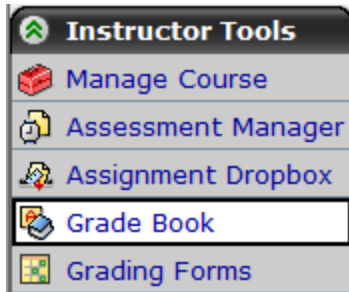 Instructor Tools
Manage Course
Assessment Manager
Assignment Dropbox
Grade Book
Grading Forms